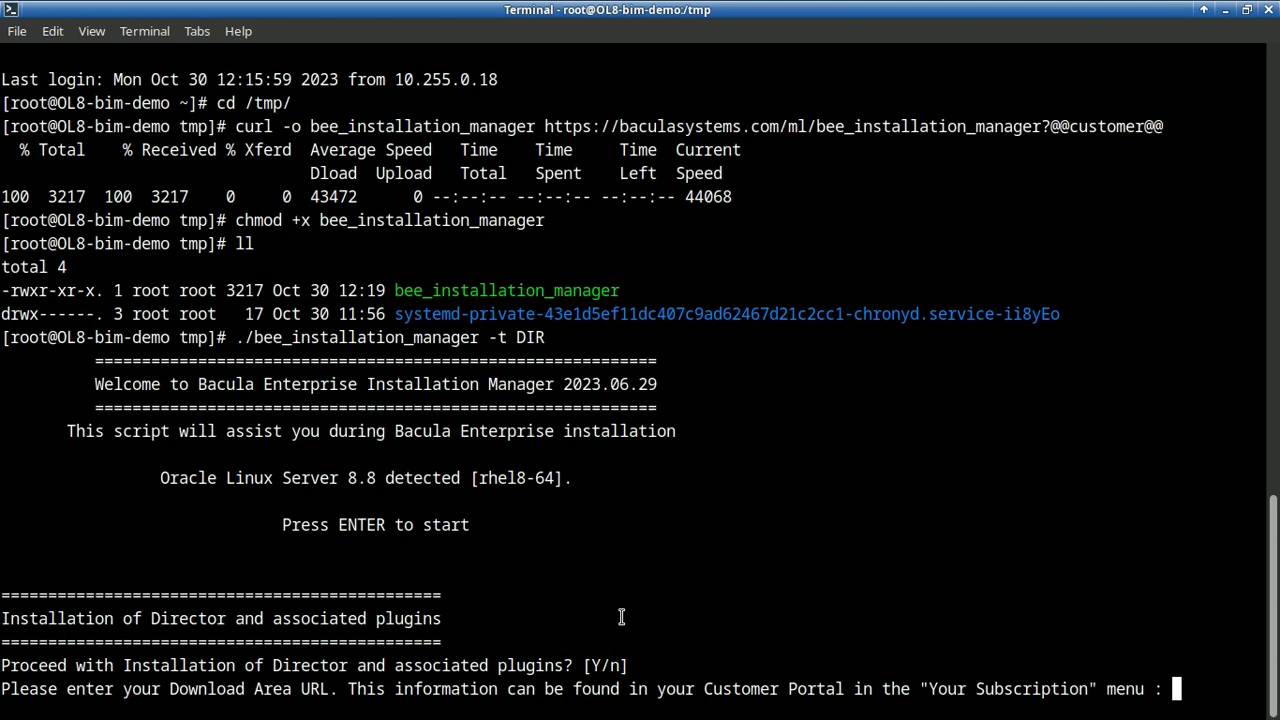 Terminal - root@OL8-bim-demo:/tmp
File Edit View Terminal Tabs Help
Last login: Mon Oct 30 12:15:59 2023 from 10.255.0.18
[root@OL8-bim-demo ~]# cd /tmp/
[root@OL8-bim-demo tmp]# curl -o bee_installation_manager https://baculasystems.com/ml/bee_installation_manager?@@customer@@
% Total % Received % Xferd Average Speed Time Time Time Current
Dload Upload Total Spent Left Speed
100 3217 100 3217 0 0 43472 0 --:--:-- --:--:-- --:--:-- 44068
[root@OL8-bim-demo tmp]# chmod +x bee_installation_manager
[root@OL8-bim-demo tmp]# ll
total 4
-rwxr-xr-x. 1 root root 3217 Oct 30 12:19 bee_installation_manager
drwx------. 3 root root 17 Oct 30 11:56 systemd-private-43e1d5ef11dc407c9ad62467d21c2cc1-chronyd.service-ii8yEo
[root@OL8-bim-demo tmp]# ./bee_installation_manager -t DIR
============================================================
Welcome to Bacula Enterprise Installation Manager 2023.06.29
============================================================
This script will assist you during Bacula Enterprise installation
Oracle Linux Server 8.8 detected [rhel8-64].
Press ENTER to start
===============================================
Installation of Director and associated plugins
===============================================
Proceed with Installation of Director and associated plugins? [Y/n]
Please enter your Download Area URL. This information can be found in your Customer Portal in the "Your Subscription" menu :